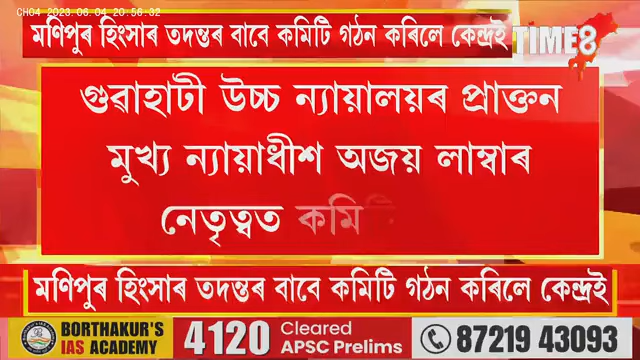 CH04 2023.06.04 20:56:32
মণিপুৰ হিংসাৰ তদন্তৰ বাবে কমিটি গঠন কৰিলে কেন্দ্ৰই
TIME8
গুৱাহাটী উচ্চ ন্যায়ালয়ৰ প্ৰাক্তন
মুখ্য ন্যায়াধীশ অজয় লাম্বাৰ
নেতৃত্বত কমি
মণিপুৰ হিংসাৰ তদন্তৰ বাবে কমিটি গঠন কৰিলে কেন্দ্ৰই
BORTHAKUR'S
IAS ACADEMY
4120
Cleared
APSC Prelims
87219 43093